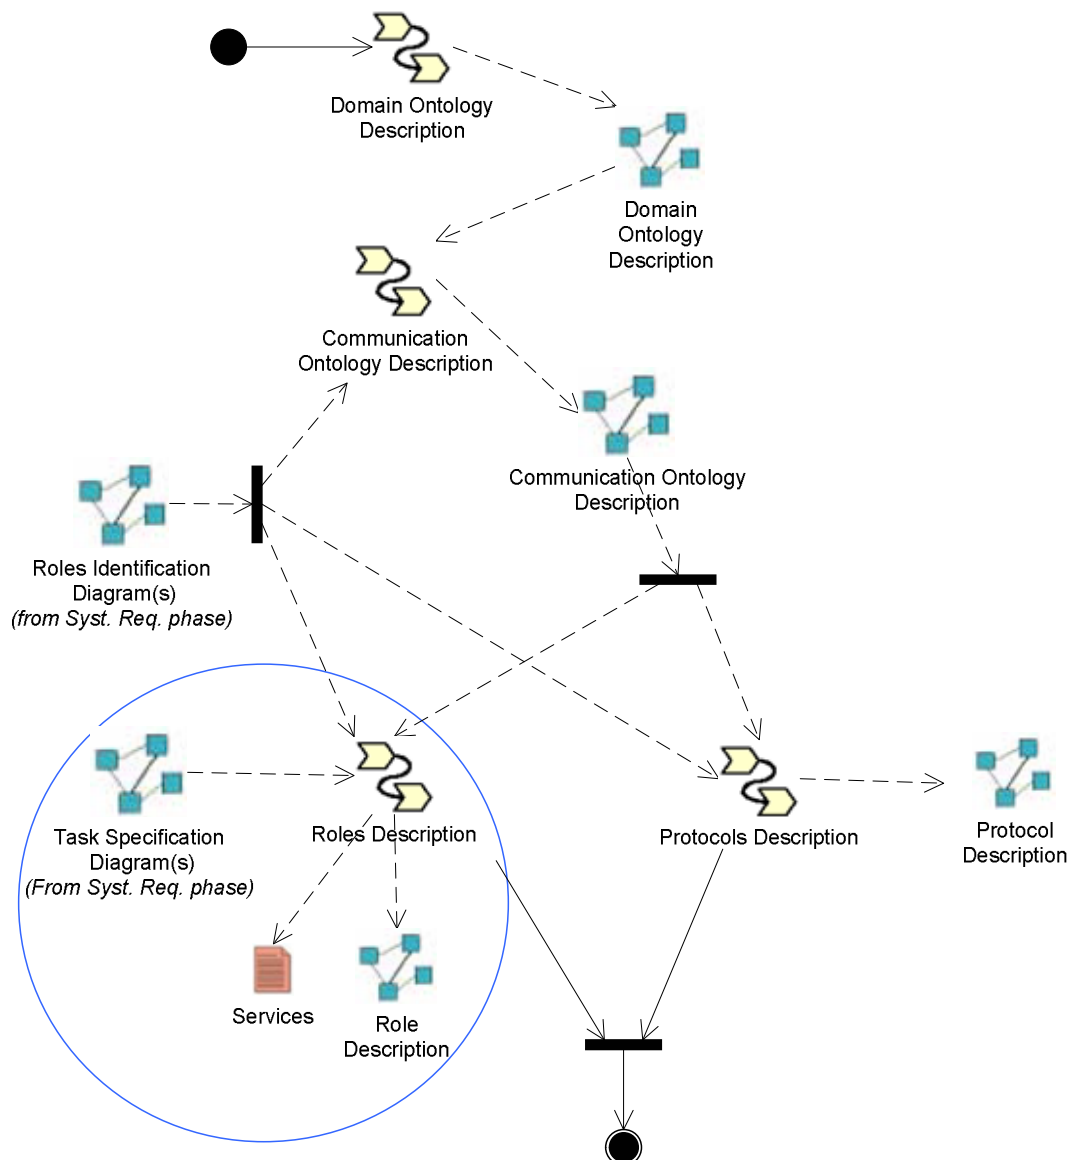 Domain Ontology
Description
Domain
Ontology
Description
Communication
Ontology Description
Communication Ontology
Description
Roles Identification
Diagram(s)
(from Syst. Req. phase)
Task Specification
Diagram(s)
(From Syst. Req. phase)
Roles Description
Protocols Description
Protocol
Description
Services
Role
Description